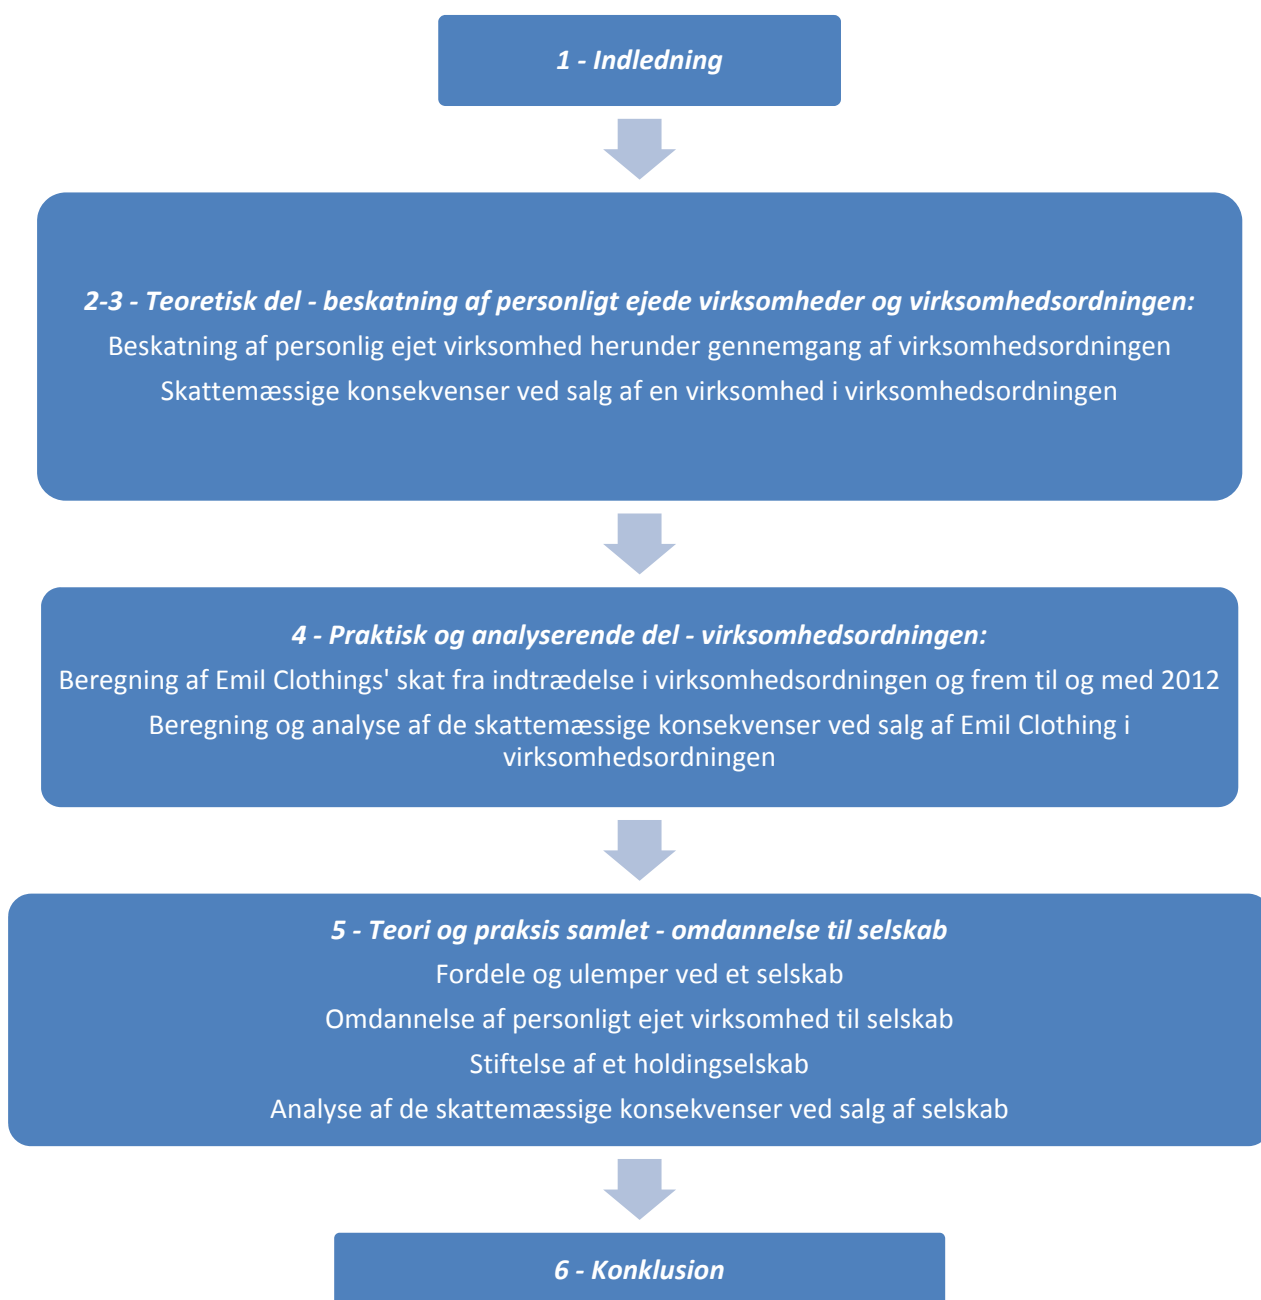 1 - Indledning
2-3 - Teoretisk del - beskatning af personligt ejede virksomheder og virksomhedsordningen:
Beskatning af personlig ejet virksomhed herunder gennemgang af virksomhedsordningen
Skattemæssige konsekvenser ved salg af en virksomhed i virksomhedsordningen
4 - Praktisk og analyserende del - virksomhedsordningen:
Beregning af Emil Clothings' skat fra indtrædelse i virksomhedsordningen og frem til og med 2012
Beregning og analyse af de skattemæssige konsekvenser ved salg af Emil Clothing i
virksomhedsordningen
5 - Teori og praksis samlet - omdannelse til selskab
Fordele og ulemper ved et selskab
Omdannelse af personligt ejet virksomhed til selskab
Stiftelse af et holdingselskab
Analyse af de skattemæssige konsekvenser ved salg af selskab
6 - Konklusion